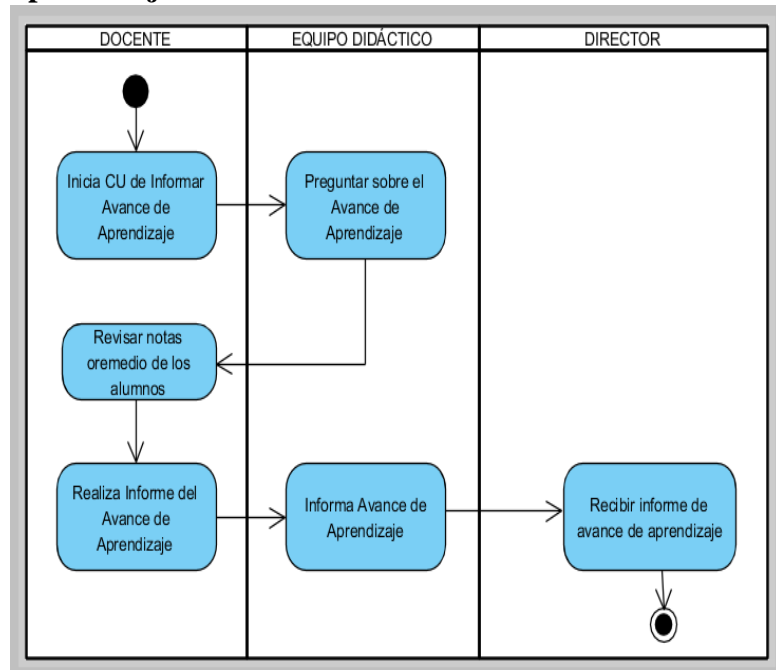 DOCENTE
EQUIPO DIDÁCTICO
DIRECTOR
Inicia CU de Informar
Avance de
Aprendizaje
Preguntar sobre el
Avance de
Aprendizaje
Revisar notas
oremedio de los
alumnos
Realiza Informe del
Avance de
Aprendizaje
Informa Avance de
Aprendizaje
Recibir informe de
avance de aprendizaje